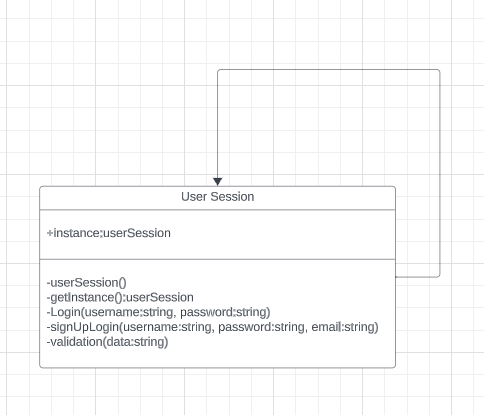 User Session
+instance:userSession
-userSession()
-getInstance():userSession
-Login(username:string, password:string)
-signUpLogin(username:string, password:string, email:string)
-validation(data:string)